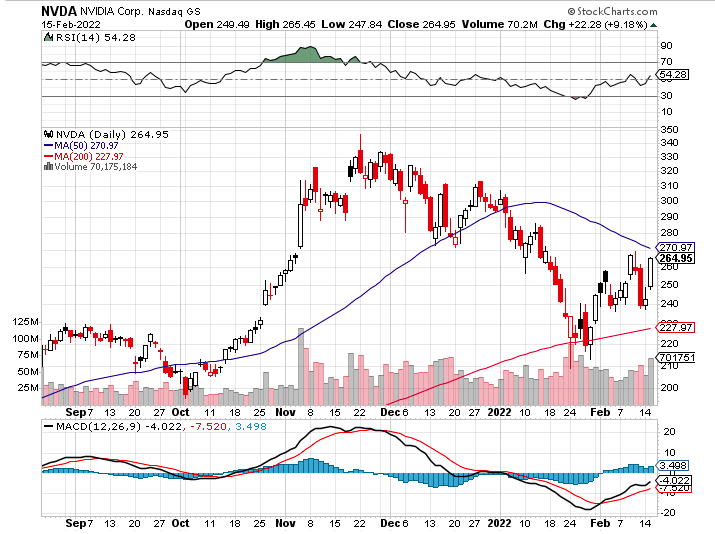 NVDA NVIDIA Corp. Nasdaq GS © StockCharts.com
15-Feb-2022 Open 249.49 High 265.45 Low 247.84 Close 264.95 Volume 70.2M Chg +22.28 (+9.18%)
RSI(14) 54.28
90
70
54.28
50
30
10
NVDA (Daily) 264.95
MA(50) 270.97
MA(200) 227.97
Volume 70,175,184
350
340
330
320
310
300
290
280
270.97
264.95
260
250
240
227.97
220
210
200
125M
100M
75M
50M
25M
701751
Sep 7 13 20 27 Oct 11 18 25 Nov 8 15 22 Dec 6 13 20 27 2022 10 18 24 Feb 7 14
MACD(12,26,9) -4.022, -7.520, 3.498
20
10
3.498
-4.022
-7.520
-20
Sep 7 13 20 27 Oct 11 18 25 Nov 8 15 22 Dec 6 13 20 27 2022 10 18 24 Feb 7 14